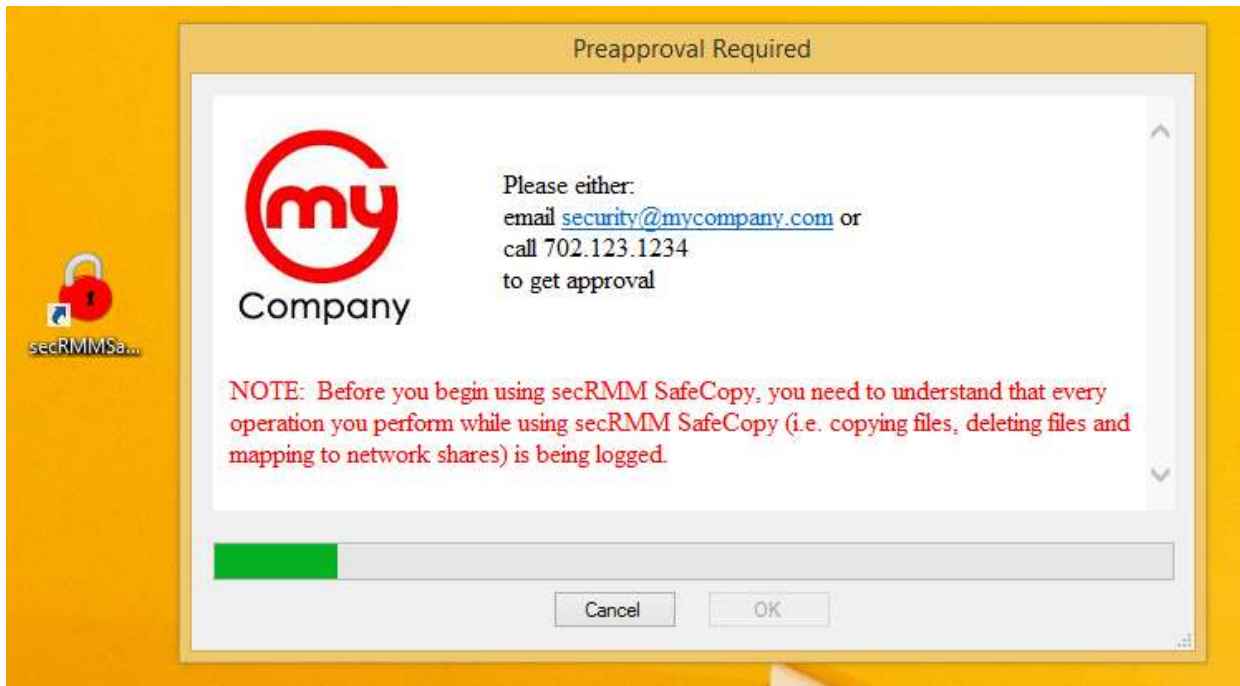 Preapproval Required
my
Company
Please either:
email security@mycompany.com or
call 702.123.1234
to get approval
secRMMSa...
NOTE:  Before you begin using secRMM SafeCopy, you need to understand that every
operation you perform while using secRMM SafeCopy (i.e. copying files, deleting files and
mapping to network shares) is being logged.
Cancel
OK